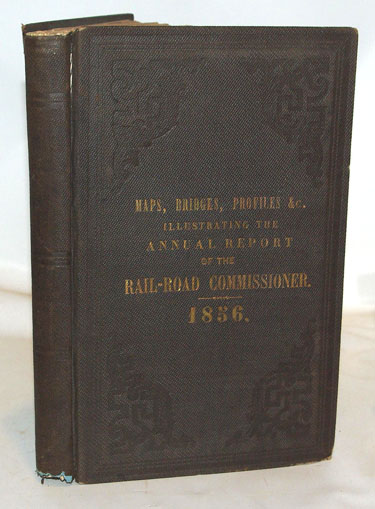 MAPS, BRIDGES, PROFILES &c.
ILLUSTRATING THE
ANNUAL REPORT
OF THE
RAIL-ROAD COMMISSIONER.
1856.